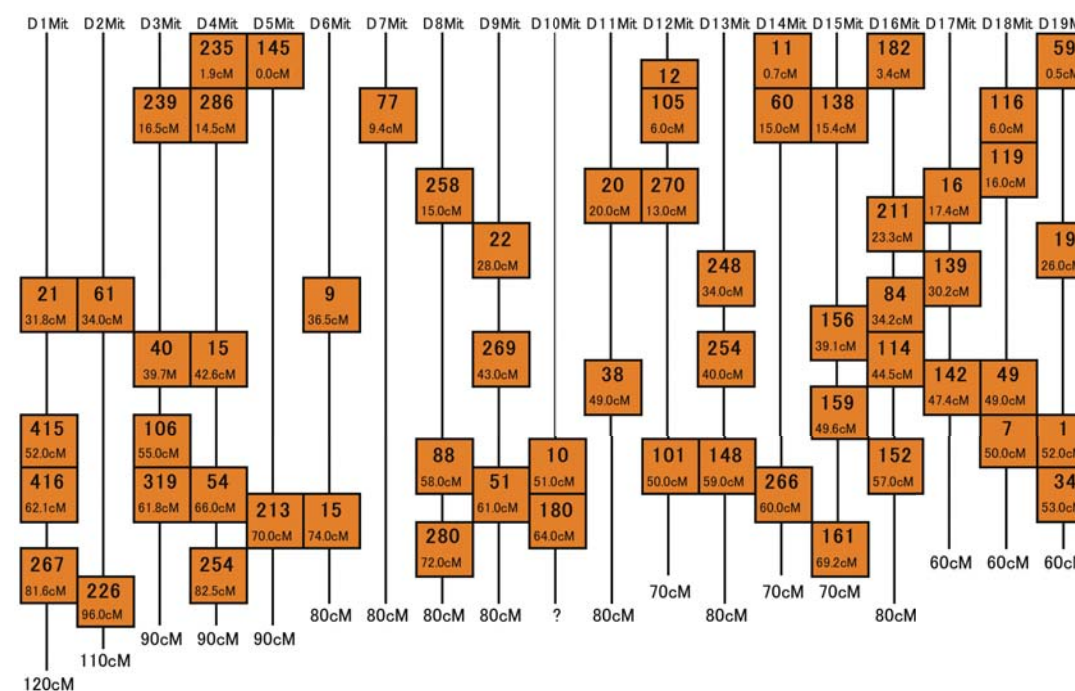 D1Mit D2Mit D3Mit D4Mit D5Mit D6Mit D7Mit D8Mit D9Mit D10Mit D11Mit D12Mit D13Mit D14Mit D15Mit D16Mit D17Mit D18Mit D19Mit
235 145 11 182 59
1.9cM 0.0cM 0.7cM 3.4cM 0.5cM
12
239 286 77 105 60 138 116
16.5cM 14.5cM 9.4cM 6.0cM 15.0cM 15.4cM 6.0cM
119
16.0cM
258 20 270 16
15.0cM 20.0cM 13.0cM 17.4cM
211
23.3cM
22 19
28.0cM 26.0cM
248 139
34.0cM 30.2cM
21 61 9 84
31.8cM 34.0cM 36.5cM 34.2cM
156
39.1cM
40 15 269 254 114
39.7M 42.6cM 43.0cM 40.0cM 44.5cM
38 142 49
49.0cM 47.4cM 49.0cM
159
49.6cM
415 106 7 1
52.0cM 55.0cM 50.0cM 52.0cM
88 10 101 148 152
58.0cM 51.0cM 50.0cM 59.0cM 57.0cM
416 319 54 51 266 34
62.1cM 61.8cM 66.0cM 61.0cM 60.0cM 53.0cM
213 15 180
70.0cM 74.0cM 64.0cM
280 161
72.0cM 69.2cM
267 254
81.6cM 82.5cM
60cM 60cM 60cM
226
96.0cM
70cM 70cM 70cM
80cM 80cM 80cM 80cM ? 80cM 80cM 80cM
90cM 90cM 90cM
110cM
120cM